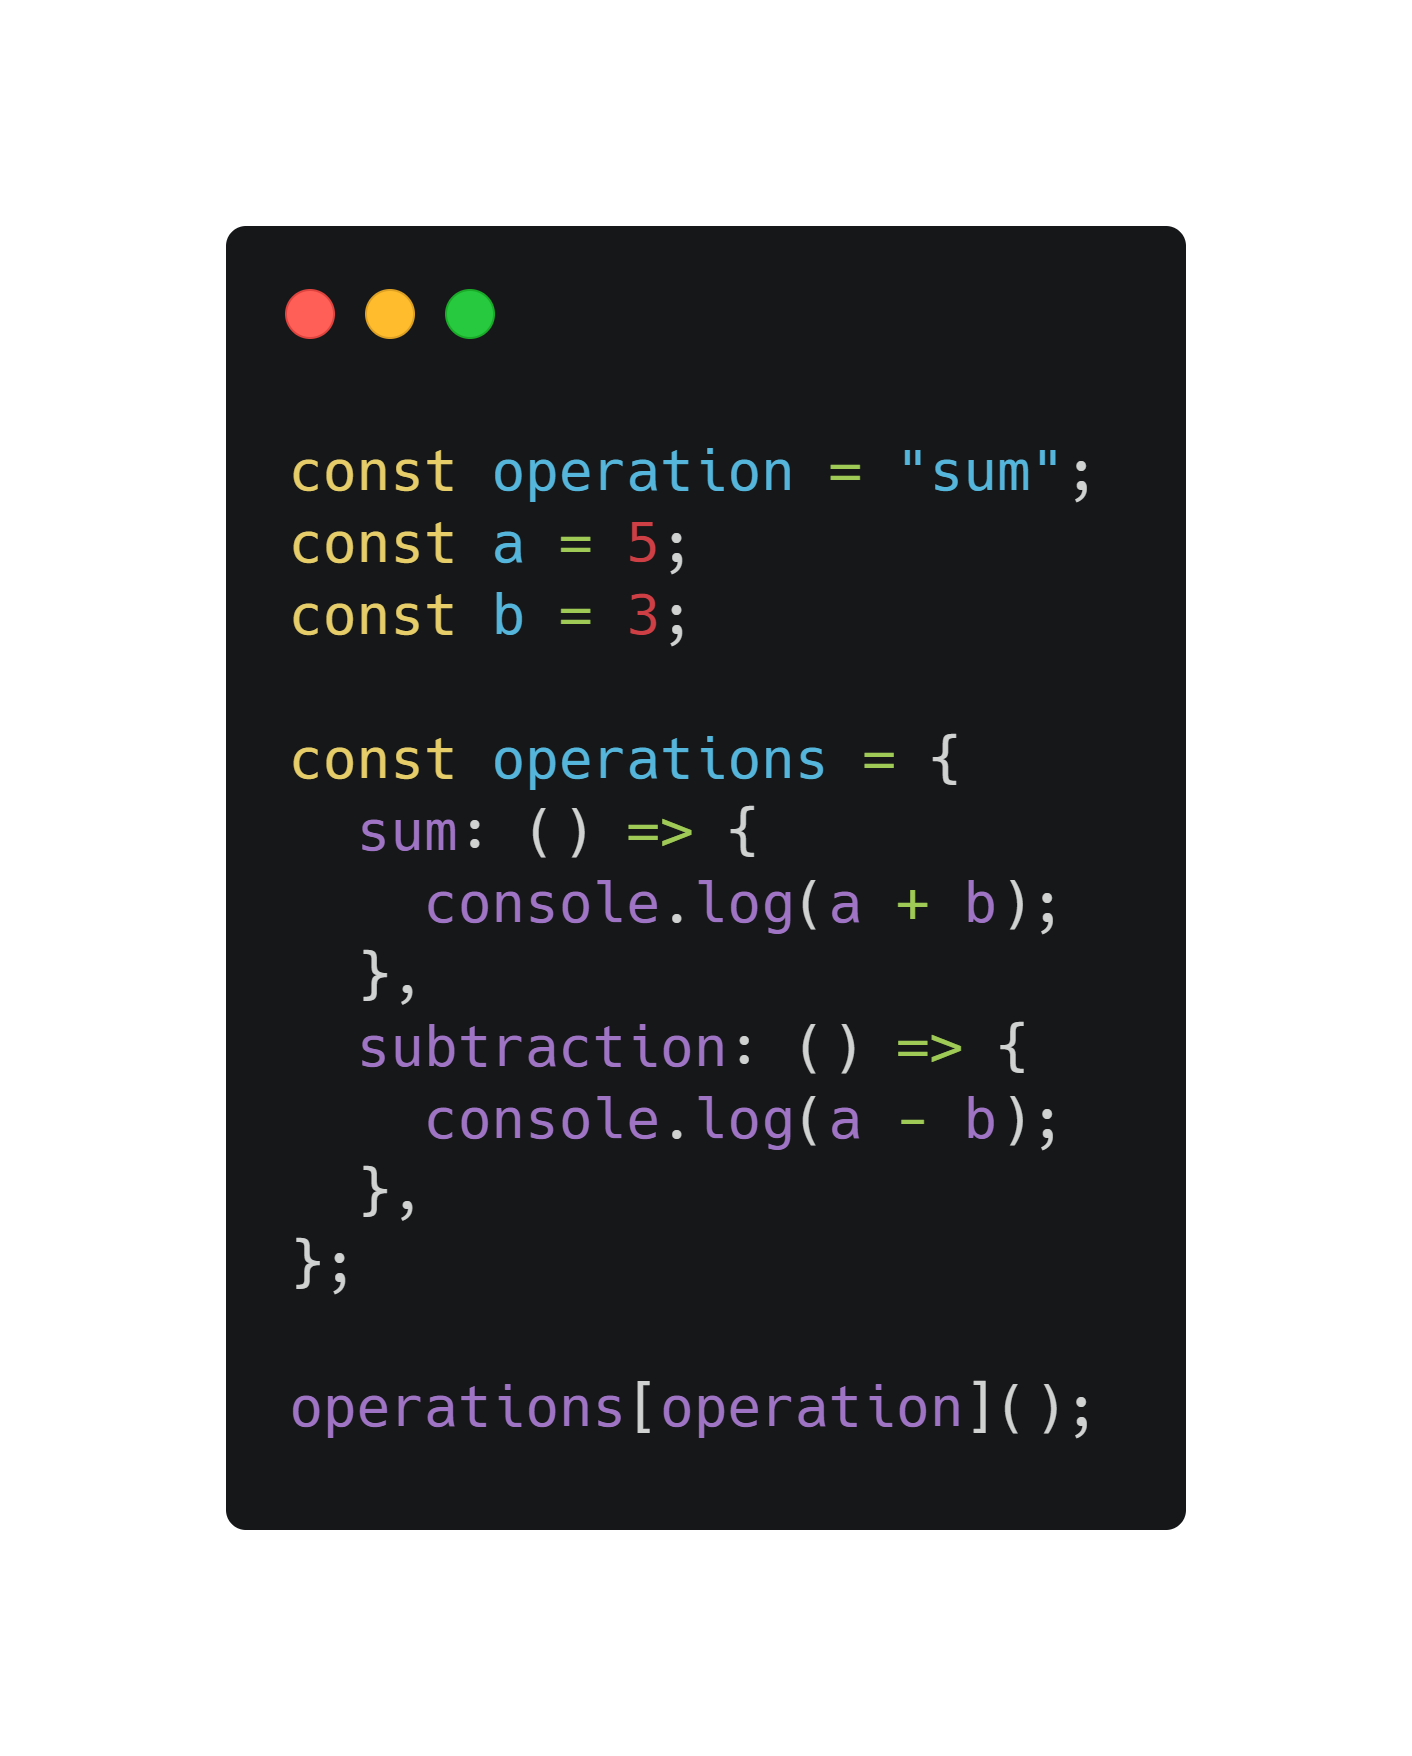 const operation = "sum";
const a = 5;
const b = 3;

const operations = {
  sum: () => {
    console.log(a + b);
  },
  subtraction: () => {
    console.log(a - b);
  },
};

operations[operation]();